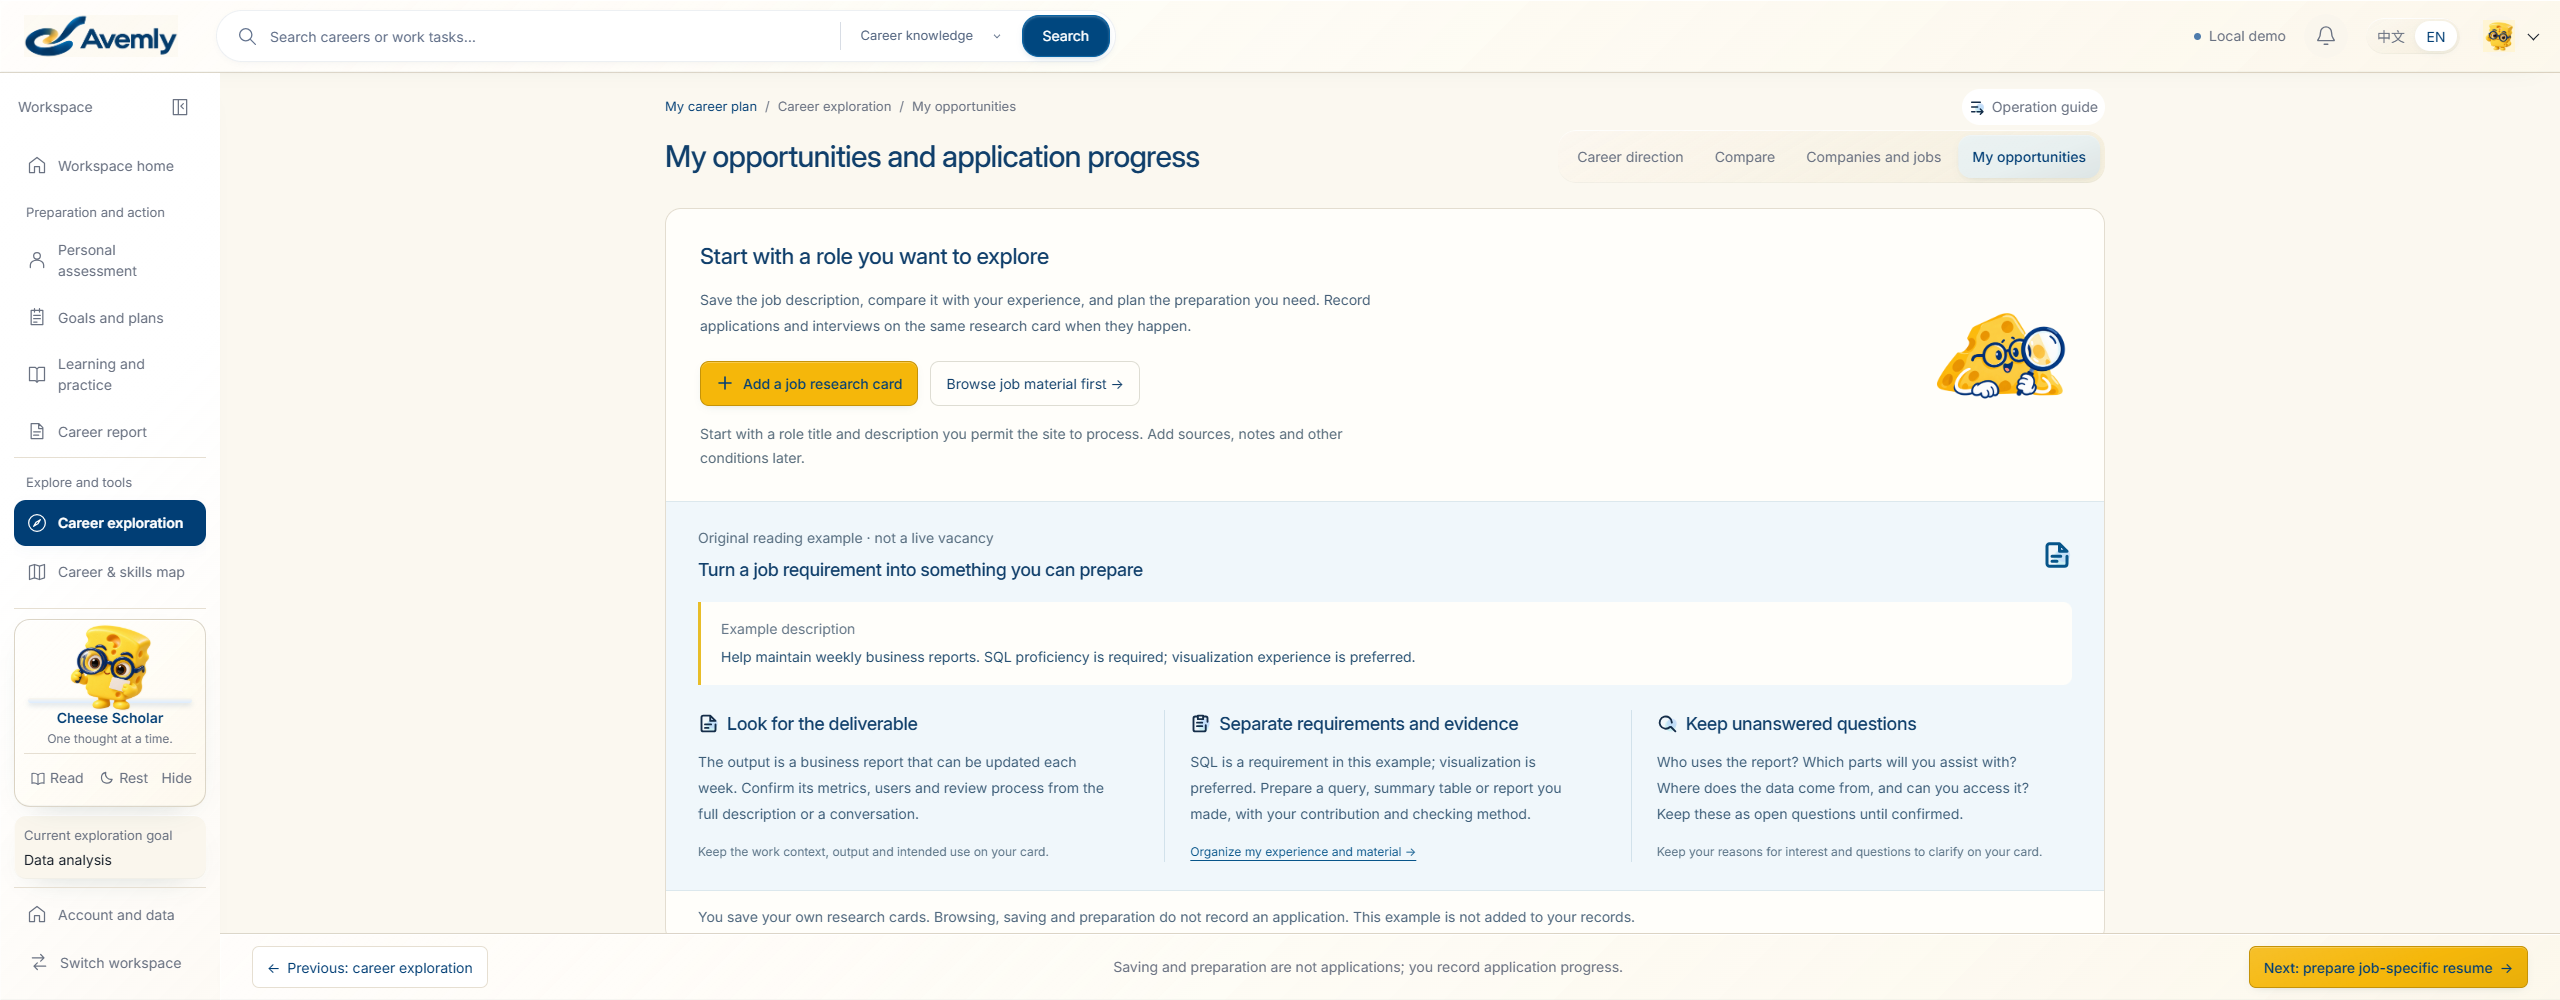 Avemly
Search careers or work tasks...
Career knowledge
Search
Local demo
中文
EN
Workspace
Workspace home
Preparation and action
Personal
assessment
Goals and plans
Learning and
practice
Career report
Explore and tools
Career exploration
Career & skills map
Cheese Scholar
One thought at a time.
Read
Rest
Hide
Current exploration goal
Data analysis
Account and data
Switch workspace
My career plan / Career exploration / My opportunities
Operation guide
My opportunities and application progress
Career direction
Compare
Companies and jobs
My opportunities
Start with a role you want to explore
Save the job description, compare it with your experience, and plan the preparation you need. Record
applications and interviews on the same research card when they happen.
+ Add a job research card
Browse job material first →
Start with a role title and description you permit the site to process. Add sources, notes and other
conditions later.
Original reading example · not a live vacancy
Turn a job requirement into something you can prepare
Example description
Help maintain weekly business reports. SQL proficiency is required; visualization experience is preferred.
Look for the deliverable
The output is a business report that can be updated each
week. Confirm its metrics, users and review process from the
full description or a conversation.
Keep the work context, output and intended use on your card.
Separate requirements and evidence
SQL is a requirement in this example; visualization is
preferred. Prepare a query, summary table or report you
made, with your contribution and checking method.
Organize my experience and material →
Keep unanswered questions
Who uses the report? Which parts will you assist with?
Where does the data come from, and can you access it?
Keep these as open questions until confirmed.
Keep your reasons for interest and questions to clarify on your card.
You save your own research cards. Browsing, saving and preparation do not record an application. This example is not added to your records.
← Previous: career exploration
Saving and preparation are not applications; you record application progress.
Next: prepare job-specific resume →